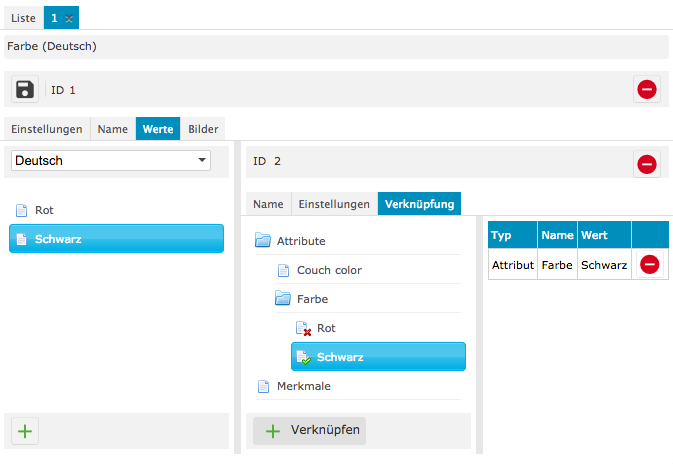 Liste 1
Farbe (Deutsch)
ID 1
Einstellungen Name Werte Bilder
Deutsch
Rot
Schwarz
ID 2
Name Einstellungen Verknüpfung
Attribute
Couch color
Farbe
Rot
Schwarz
Merkmale
Verknüpfen
Typ Name Wert
Attribut Farbe Schwarz